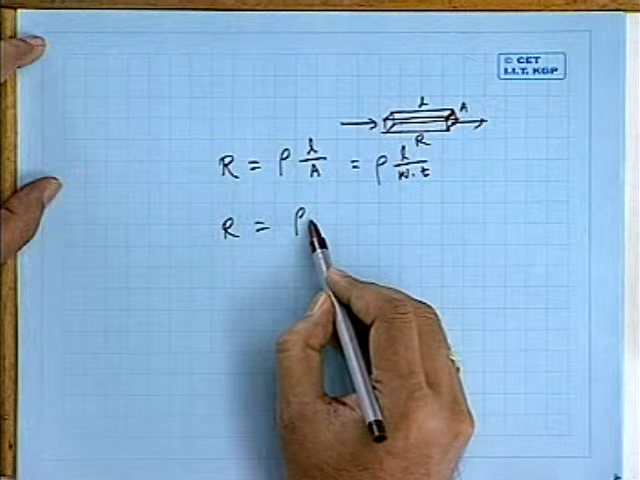 © CET
I.I.T. KGP
l
A
R
R = ρ l/A = ρ l/w.t
R = ρ